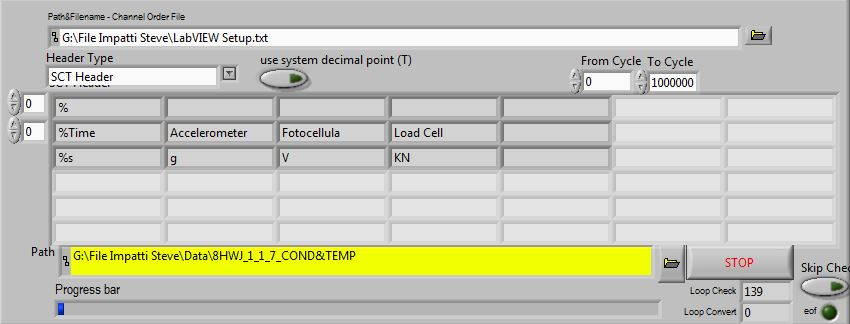 Path&Filename - Channel Order File
G:\File Impatti Steve\LabVIEW Setup.txt
Header Type
use system decimal point (T)
From Cycle
To Cycle
SCT Header
0
1000000
SCT Header
0
%
0
%Time Accelerometer Fotocellula Load Cell
%s g V KN
Path
G:\File Impatti Steve\Data\8HWJ_1_1_7_COND&TEMP
STOP
Skip Chec
Progress bar
Loop Check 139
Loop Convert 0
eof